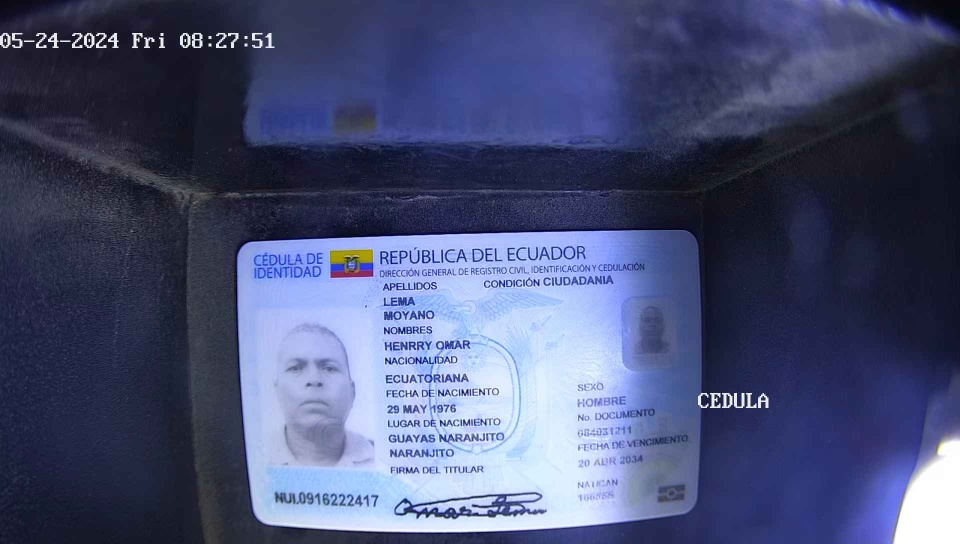 05-24-2024 Fri 08:27:51
CÉDULA DE IDENTIDAD
REPÚBLICA DEL ECUADOR
DIRECCIÓN GENERAL DE REGISTRO CIVIL, IDENTIFICACIÓN Y CEDULACIÓN
APELLIDOS
CONDICIÓN CIUDADANIA
LEMA
MOYANO
NOMBRES
HENRRY OMAR
NACIONALIDAD
ECUATORIANA
FECHA DE NACIMIENTO
29 MAY 1976
LUGAR DE NACIMIENTO
GUAYAS NARANJITO
NARANJITO
FIRMA DEL TITULAR
SEXO
HOMBRE
No. DOCUMENTO
FECHA DE VENCIMIENTO
20 ABR 2034
NAT/CAN
NUI.0916222417
CEDULA